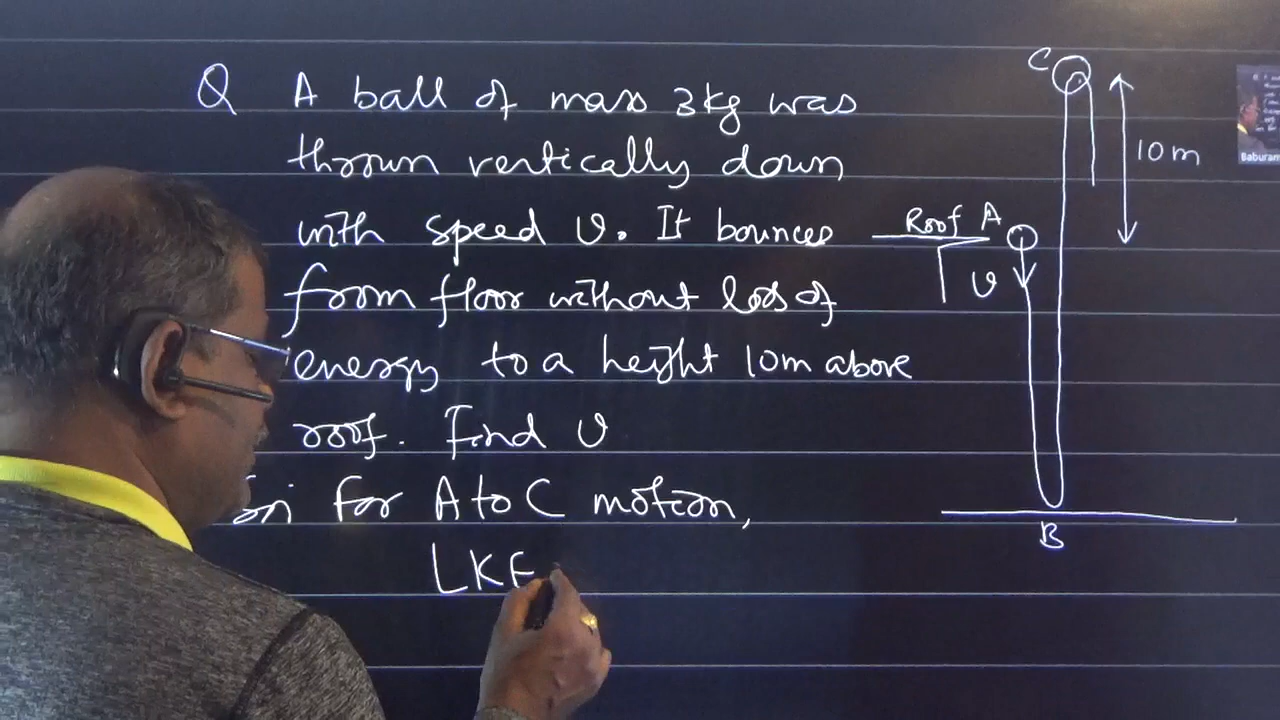 Q A ball of mass 3kg was
thrown vertically down
with speed v. It bounces
from floor without loss of
energy to a height 10m above
roof. Find v
for A to C motion,
LKE
C
10m
Roof A
v
B
Baburam